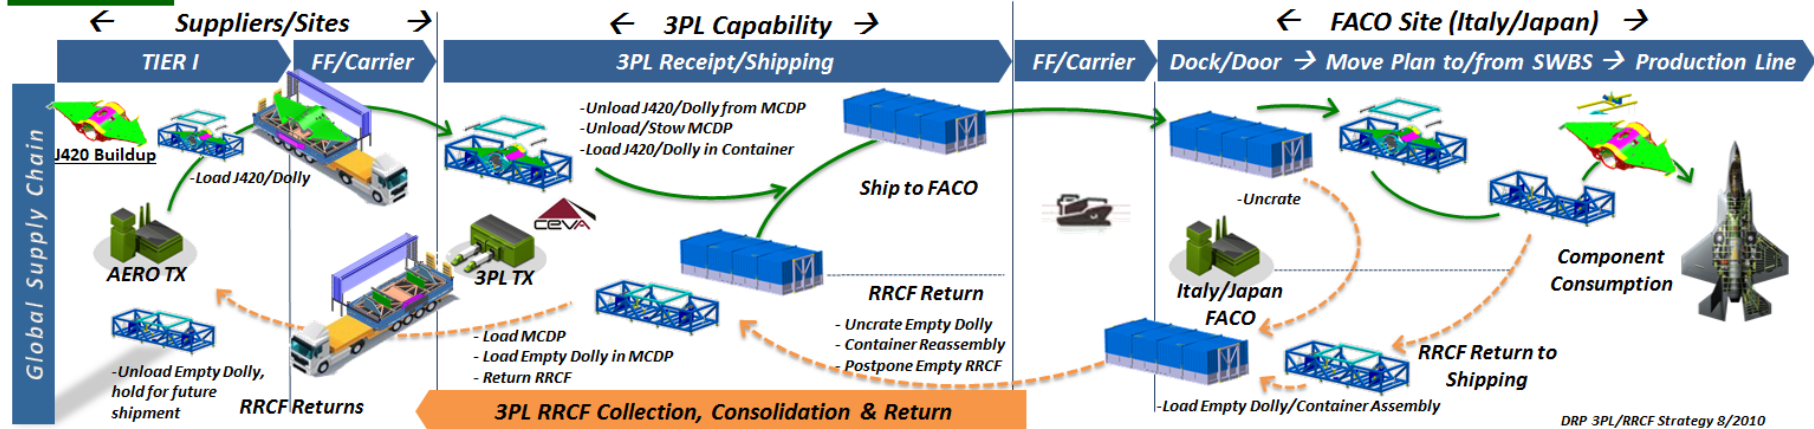 ← Suppliers/Sites →
← 3PL Capability →
← FACO Site (Italy/Japan) →
TIER I
FF/Carrier
3PL Receipt/Shipping
FF/Carrier
Dock/Door → Move Plan to/from SWBS → Production Line
Global Supply Chain
J420 Buildup
-Load J420/Dolly
AERO TX
-Unload Empty Dolly,
hold for future
shipment
RRCF Returns
-Unload J420/Dolly from MCDP
-Unload/Stow MCDP
-Load J420/Dolly in Container
CEVA
3PL TX
Ship to FACO
RRCF Return
- Uncrate Empty Dolly
- Container Reassembly
- Postpone Empty RRCF
- Load MCDP
- Load Empty Dolly in MCDP
- Return RRCF
3PL RRCF Collection, Consolidation & Return
-Uncrate
Italy/Japan
FACO
Component
Consumption
RRCF Return to
Shipping
-Load Empty Dolly/Container Assembly
DRP 3PL/RRCF Strategy 8/2010